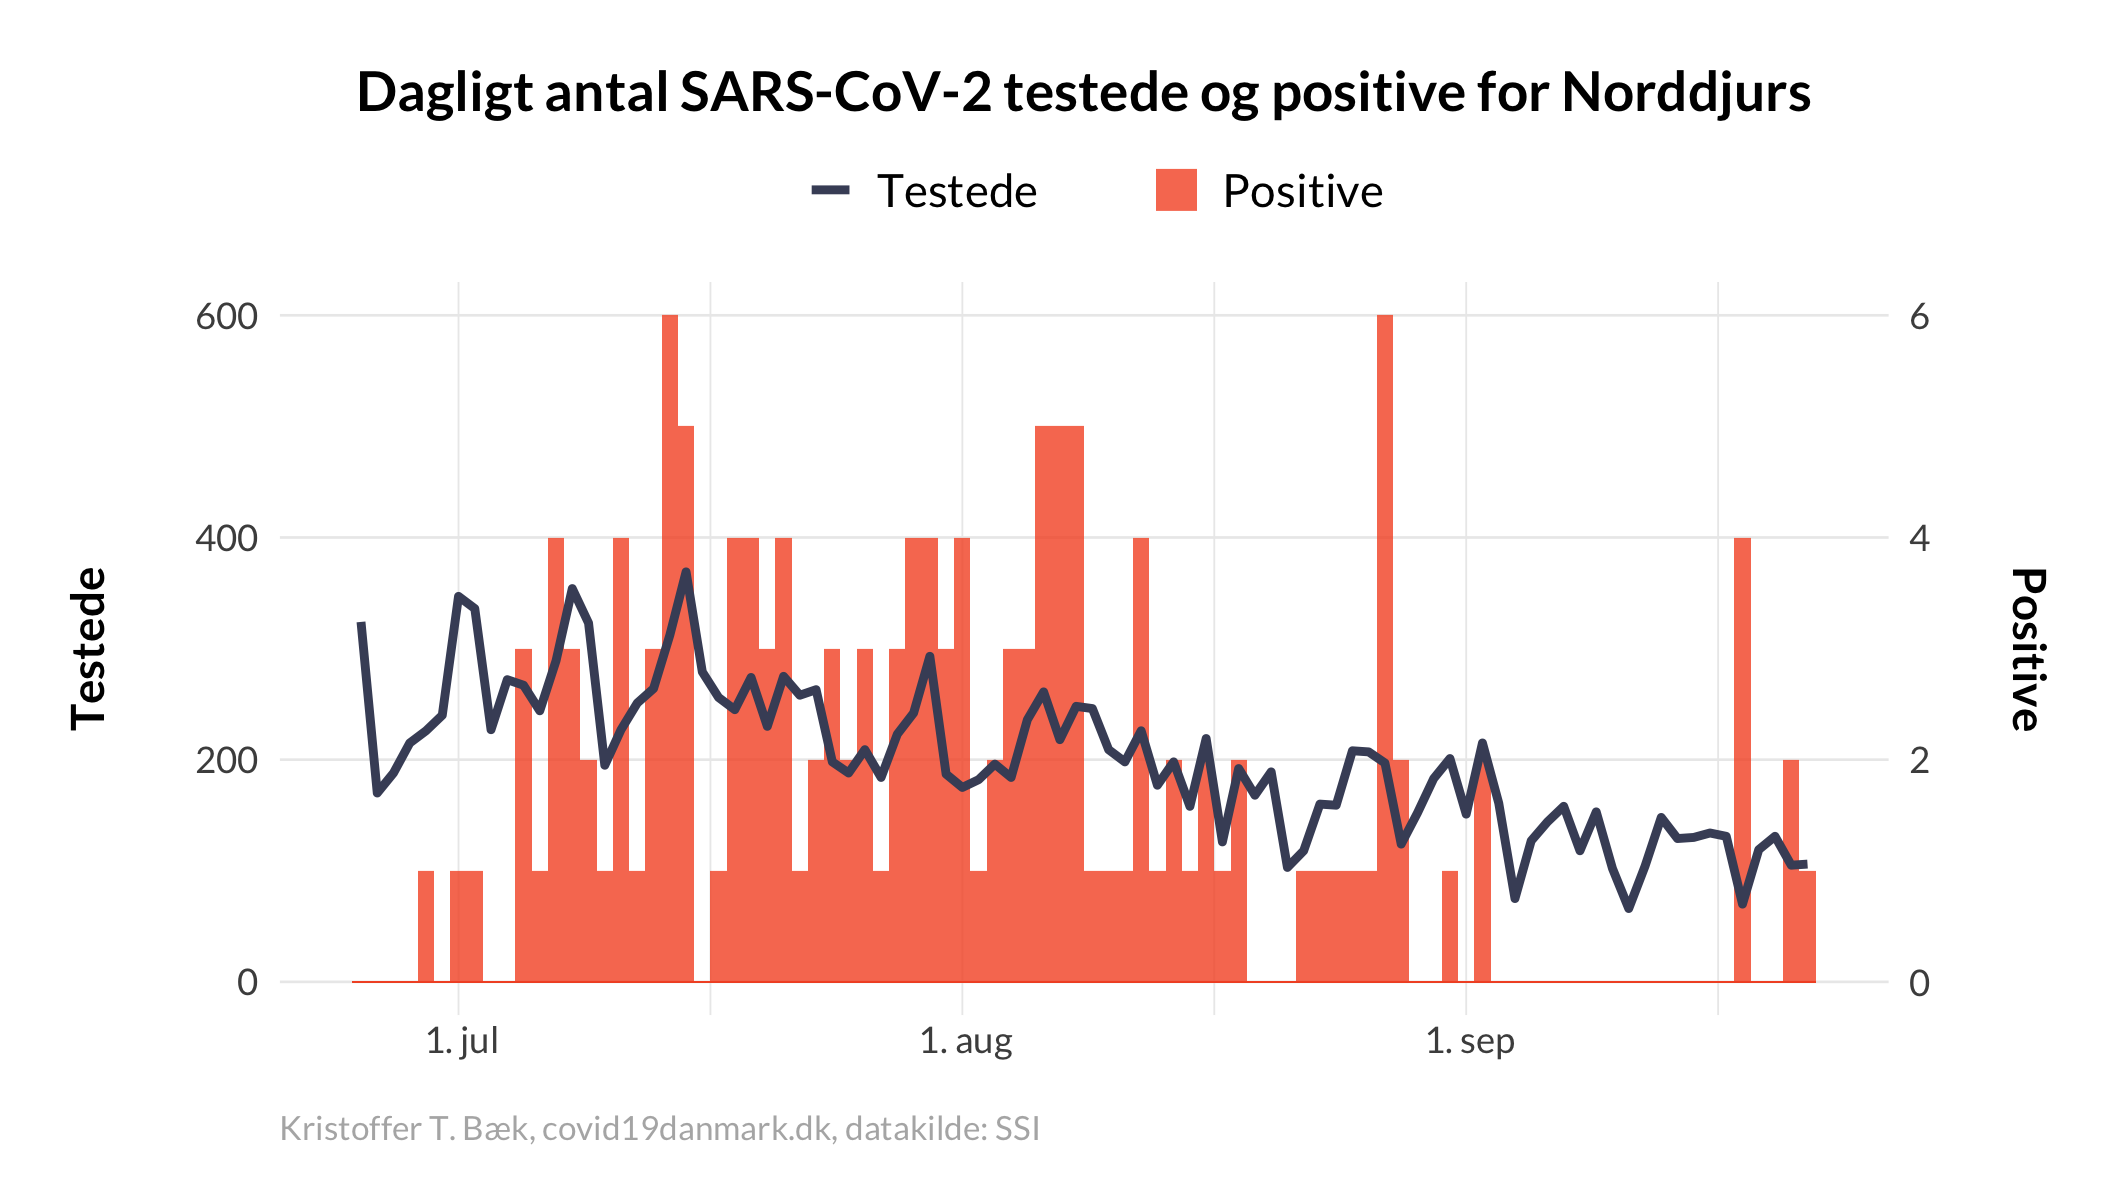 Dagligt antal SARS-CoV-2 testede og positive for Norddjurs
Testede
Positive
600
400
200
0
Testede
6
4
2
0
Positive
1. jul
1. aug
1. sep
Kristoffer T. Bæk, covid19danmark.dk, datakilde: SSI